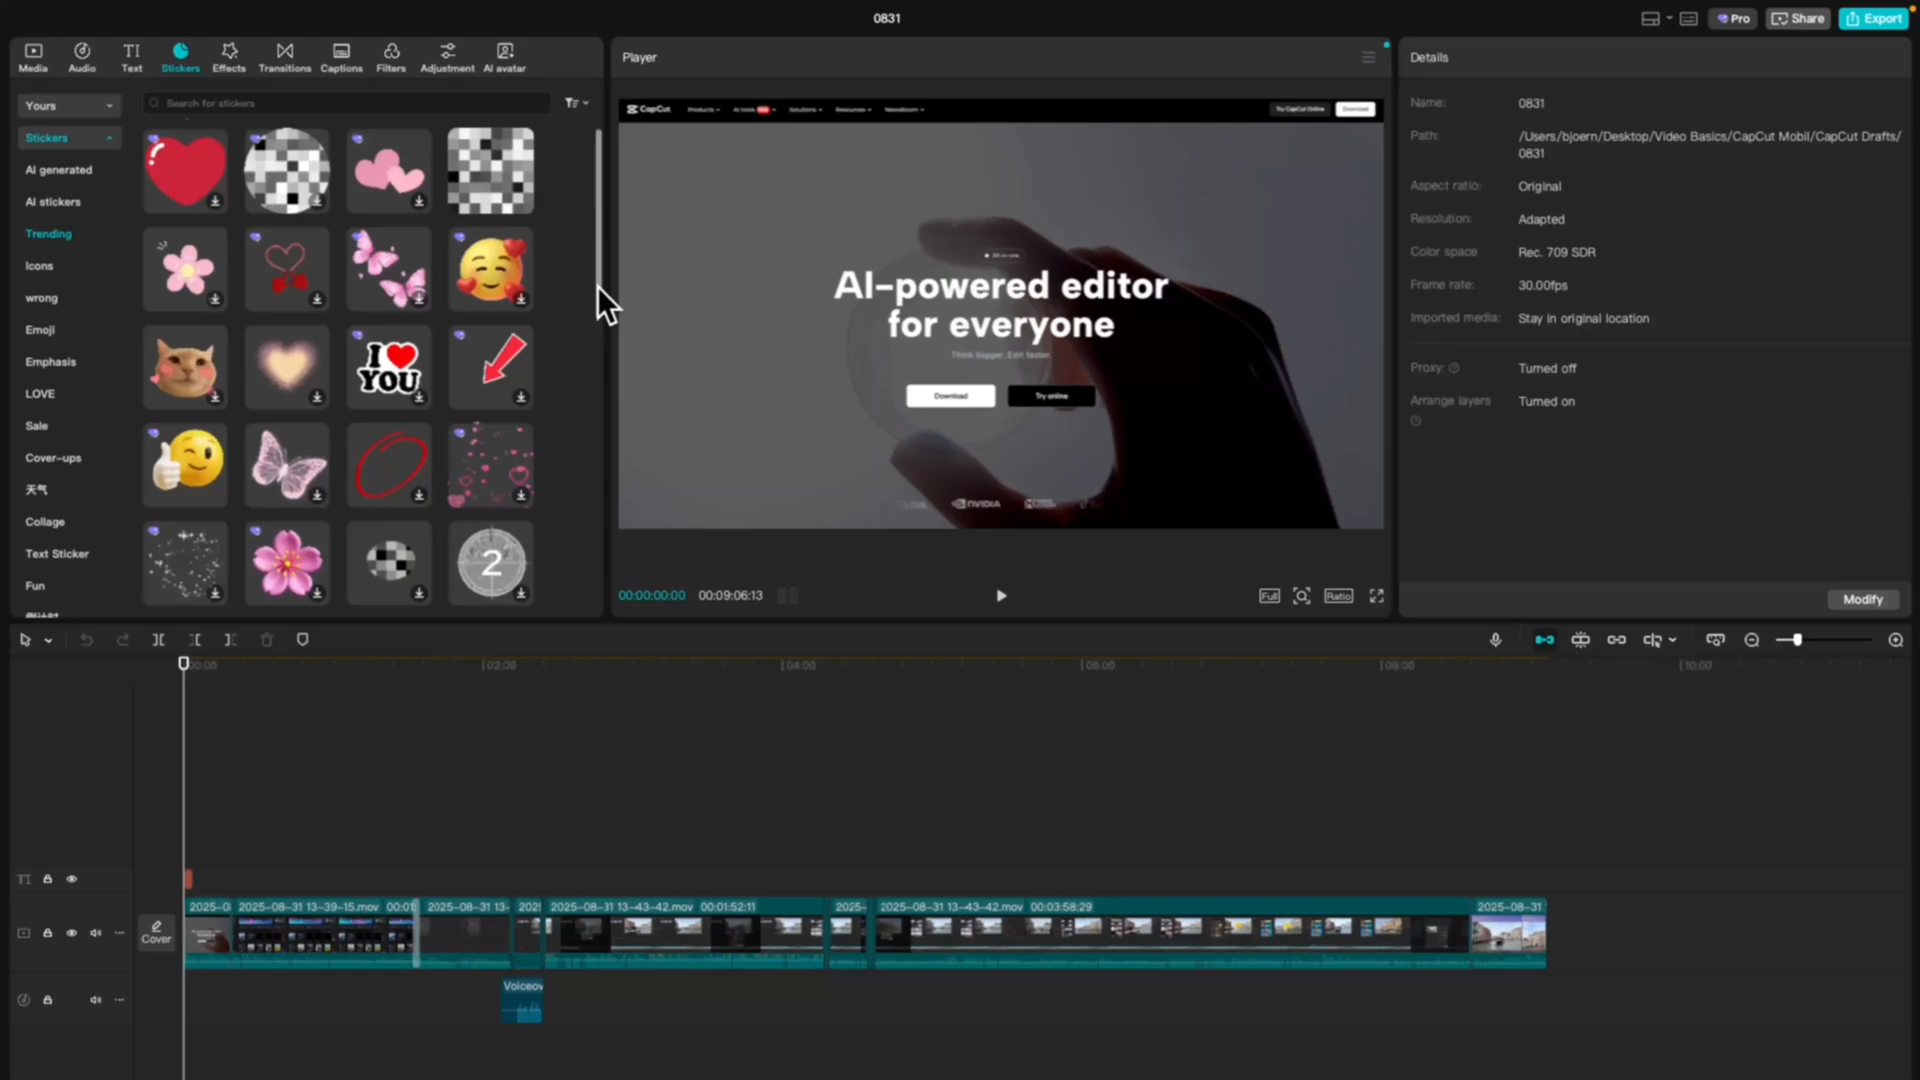 0831
Pro
Share
Export
Media
Audio
Text
Stickers
Effects
Transitions
Captions
Filters
Adjustment
AI avatar
Yours
Search for stickers
Stickers
AI generated
AI stickers
Trending
Icons
wrong
Emoji
Emphasis
LOVE
Sale
Cover-ups
天气
Collage
Text Sticker
Fun
I
YOU
2
Player
CapCut
Products
AI tools
Solutions
Resources
Newsroom
Try CapCut Online
Download
AI-powered editor
for everyone
Think bigger. Edit faster.
Download
Try online
NVIDIA
00:00:00:00
00:09:06:13
Full
Ratio
Details
Name:
0831
Path:
/Users/bjoern/Desktop/Video Basics/CapCut Mobil/CapCut Drafts/
0831
Aspect ratio:
Original
Resolution:
Adapted
Color space
Rec. 709 SDR
Frame rate:
30.00fps
Imported media:
Stay in original location
Proxy:
Turned off
Arrange layers
Turned on
Modify
00:00
02:00
04:00
06:00
08:00
10:00
TI
Cover
2025-0
2025-08-31 13-39-15.mov 00:01
2025-08-31 13-
202
2025-08-31 13-43-42.mov 00:01:52:11
2025-
2025-08-31 13-43-42.mov 00:03:58:29
2025-08-31
Voiceov